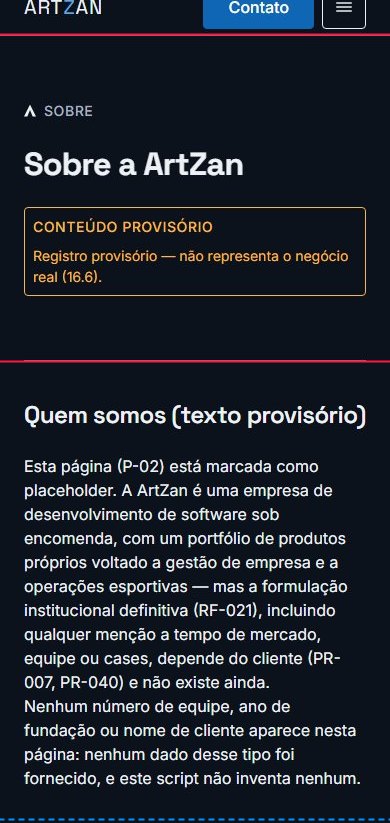 ARTZAN
Contato
SOBRE
Sobre a ArtZan
CONTEÚDO PROVISÓRIO
Registro provisório — não representa o negócio
real (16.6).
Quem somos (texto provisório)
Esta página (P-02) está marcada como
placeholder. A ArtZan é uma empresa de
desenvolvimento de software sob
encomenda, com um portfólio de produtos
próprios voltado a gestão de empresa e a
operações esportivas — mas a formulação
institucional definitiva (RF-021), incluindo
qualquer menção a tempo de mercado,
equipe ou cases, depende do cliente (PR-
007, PR-040) e não existe ainda.
Nenhum número de equipe, ano de
fundação ou nome de cliente aparece nesta
página: nenhum dado desse tipo foi
fornecido, e este script não inventa nenhum.